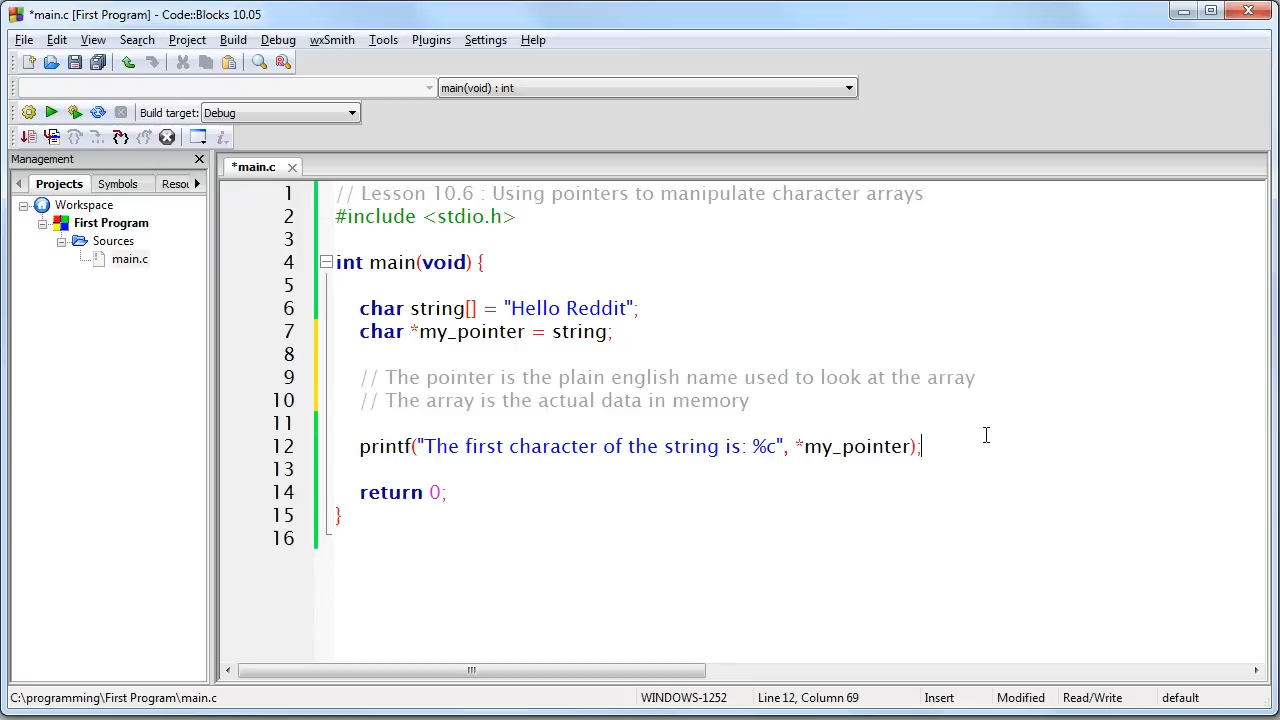 *main.c [First Program] - Code::Blocks 10.05
File Edit View Search Project Build Debug wxSmith Tools Plugins Settings Help
main(void) : int
Build target: Debug
Management
*main.c
Projects Symbols Resou
Workspace
First Program
Sources
main.c
1 // Lesson 10.6 : Using pointers to manipulate character arrays
2 #include <stdio.h>
3
4 int main(void) {
5
6 char string[] = "Hello Reddit";
7 char *my_pointer = string;
8
9 // The pointer is the plain english name used to look at the array
10 // The array is the actual data in memory
11
12 printf("The first character of the string is: %c", *my_pointer);
13
14 return 0;
15 }
16
C:\programming\First Program\main.c WINDOWS-1252 Line 12, Column 69 Insert Modified Read/Write default